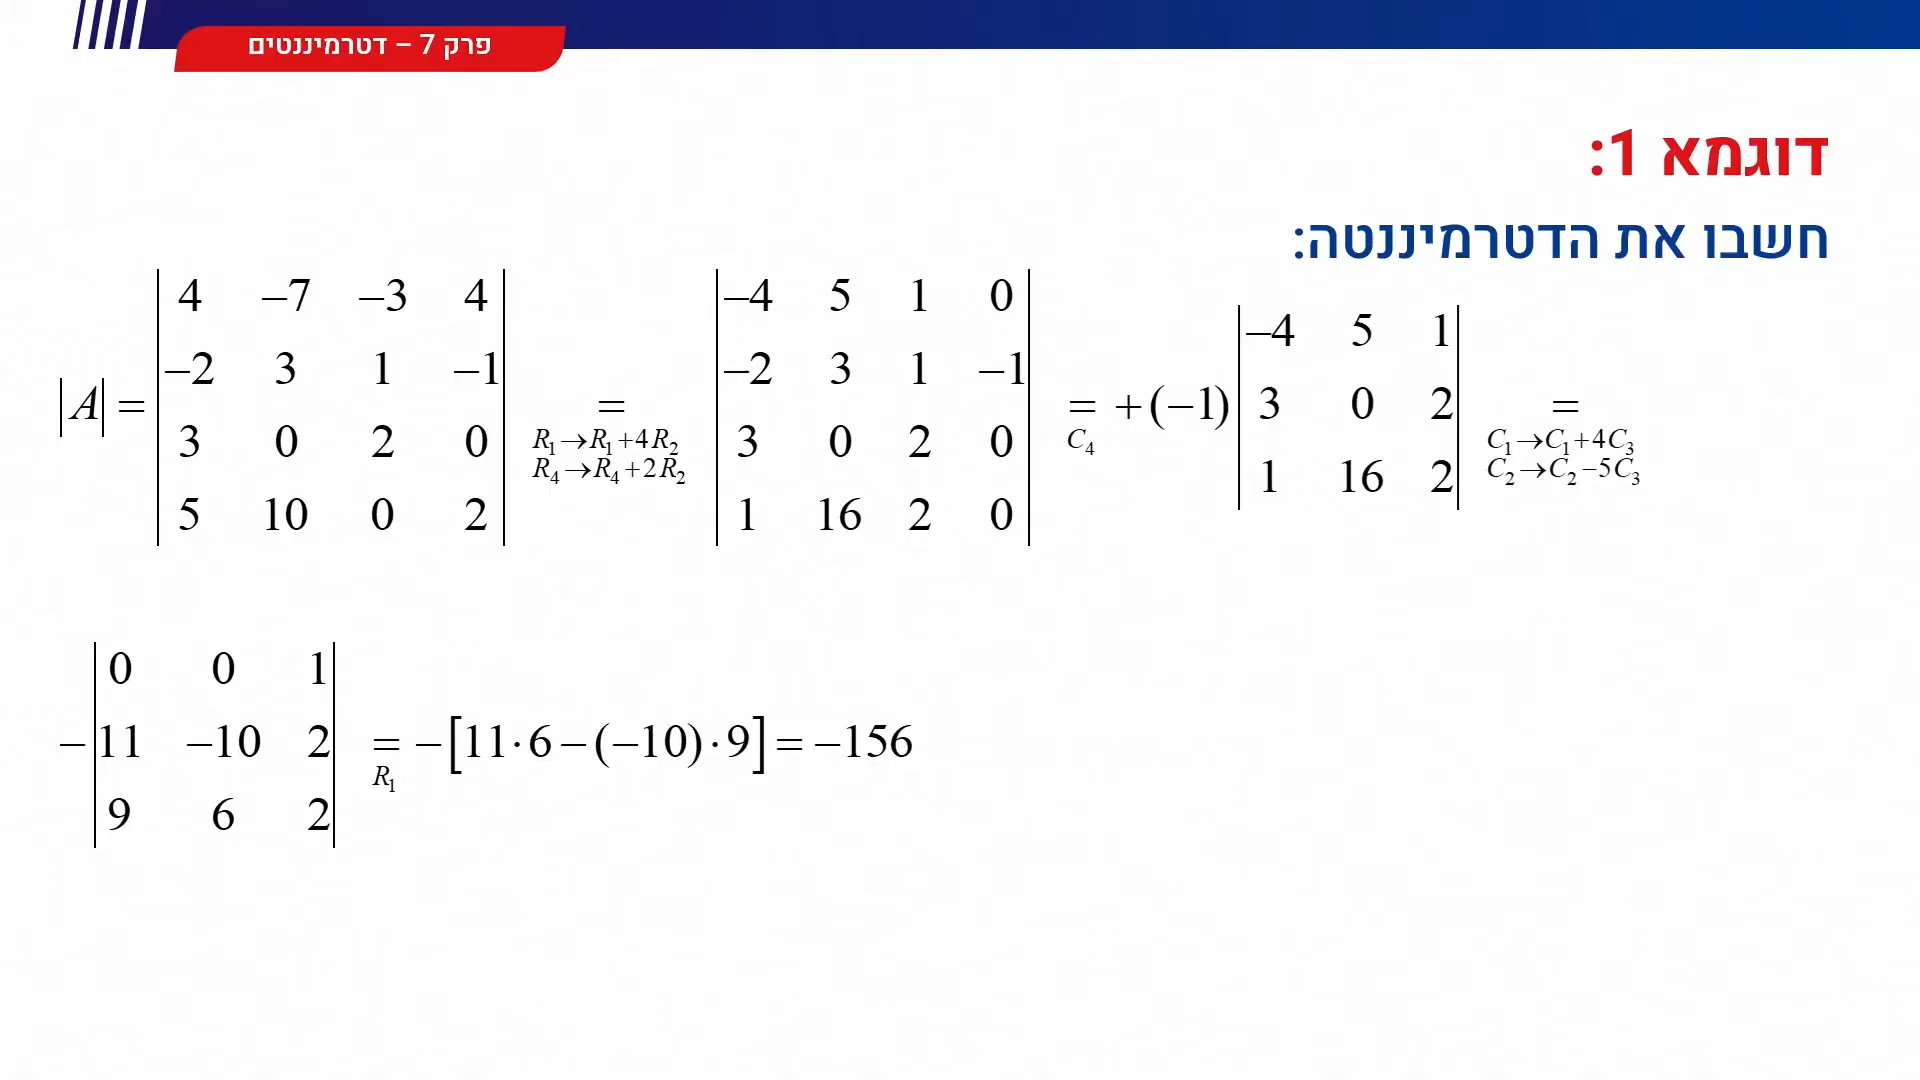 פרק 7 – דטרמיננטים
דוגמא 1:
חשבו את הדטרמיננטה:
|A| = |4 −7 −3 4; −2 3 1 −1; 3 0 2 0; 5 10 0 2| = (R₁→R₁+4R₂, R₄→R₄+2R₂) |−4 5 1 0; −2 3 1 −1; 3 0 2 0; 1 16 2 0| = (C₄) +(−1) |−4 5 1; 3 0 2; 1 16 2| = (C₁→C₁+4C₃, C₂→C₂−5C₃)
− |0 0 1; 11 −10 2; 9 6 2| = (R₁) −[11·6−(−10)·9] = −156